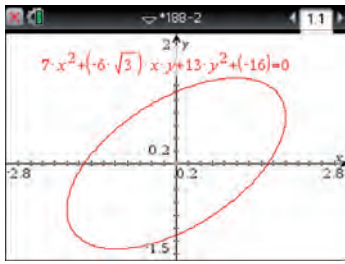 *188-2 1.1
2 y
7·x²+(-6·√3)·x·y+13·y²+(-16)=0
0.2 x
-2.8 0.2 2.8
-1.5